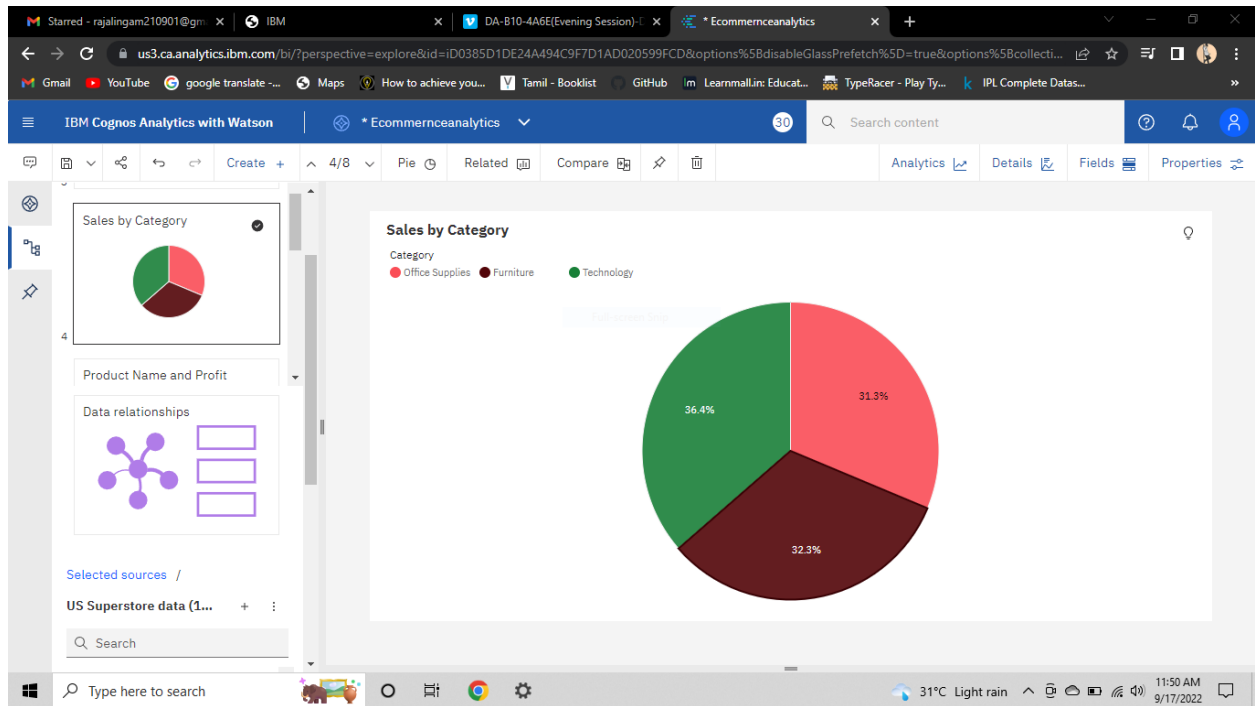 Starred - rajalingam210901@gm
IBM
DA-B10-4A6E(Evening Session)-
* Ecommernceanalytics
us3.ca.analytics.ibm.com/bi/?perspective=explore&id=iD0385D1DE24A494C9F7D1AD020599FCD&options%5BdisableGlassPrefetch%5D=true&options%5Bcollecti...
Gmail YouTube google translate -... Maps How to achieve you... Tamil - Booklist GitHub Learnmall.in: Educat... TypeRacer - Play Ty... IPL Complete Datas... »
IBM Cognos Analytics with Watson
* Ecommernceanalytics
30
Search content
Create + 4/8 Pie Related Compare
Analytics Details Fields Properties
Sales by Category
4
Product Name and Profit
Data relationships
Selected sources /
US Superstore data (1... +
Search
Sales by Category
Category
Office Supplies Furniture Technology
36.4%
31.3%
32.3%
Type here to search
31°C Light rain
11:50 AM
9/17/2022